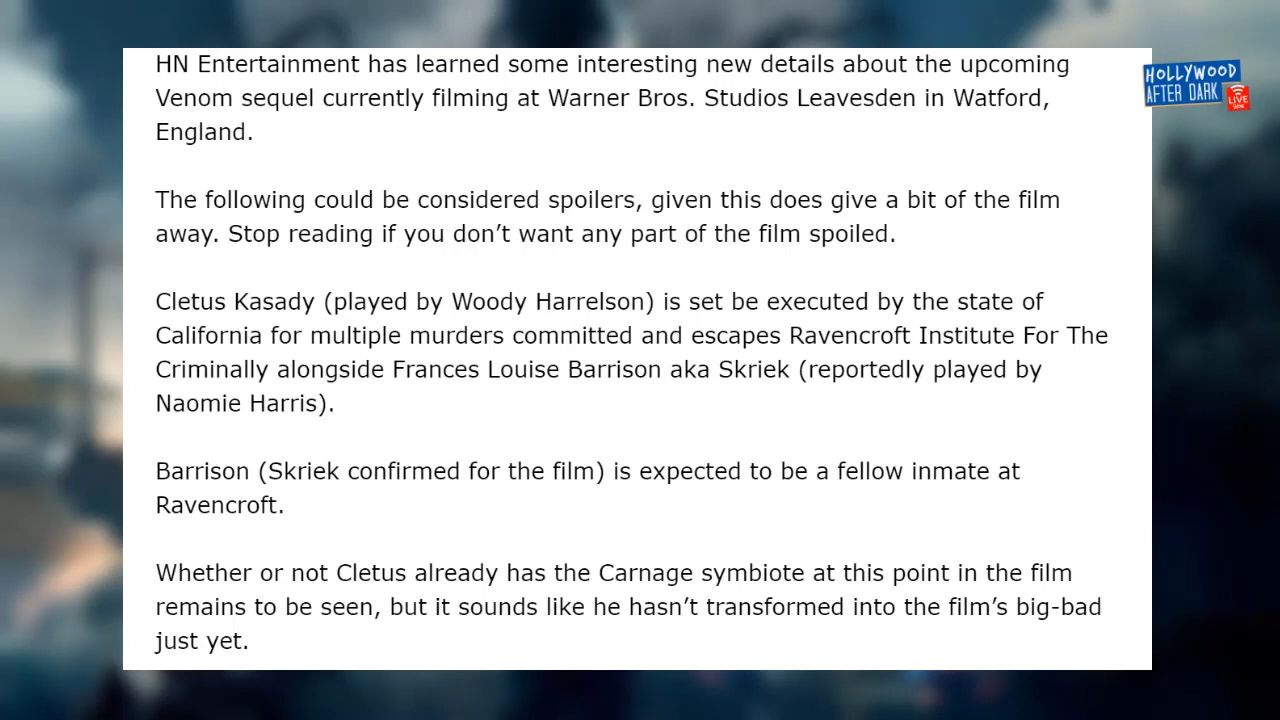 HN Entertainment has learned some interesting new details about the upcoming
Venom sequel currently filming at Warner Bros. Studios Leavesden in Watford,
England.
The following could be considered spoilers, given this does give a bit of the film
away. Stop reading if you don’t want any part of the film spoiled.
Cletus Kasady (played by Woody Harrelson) is set be executed by the state of
California for multiple murders committed and escapes Ravencroft Institute For The
Criminally alongside Frances Louise Barrison aka Skriek (reportedly played by
Naomie Harris).
Barrison (Skriek confirmed for the film) is expected to be a fellow inmate at
Ravencroft.
Whether or not Cletus already has the Carnage symbiote at this point in the film
remains to be seen, but it sounds like he hasn’t transformed into the film’s big-bad
just yet.
HOLLYWOOD
AFTER DARK
LIVE